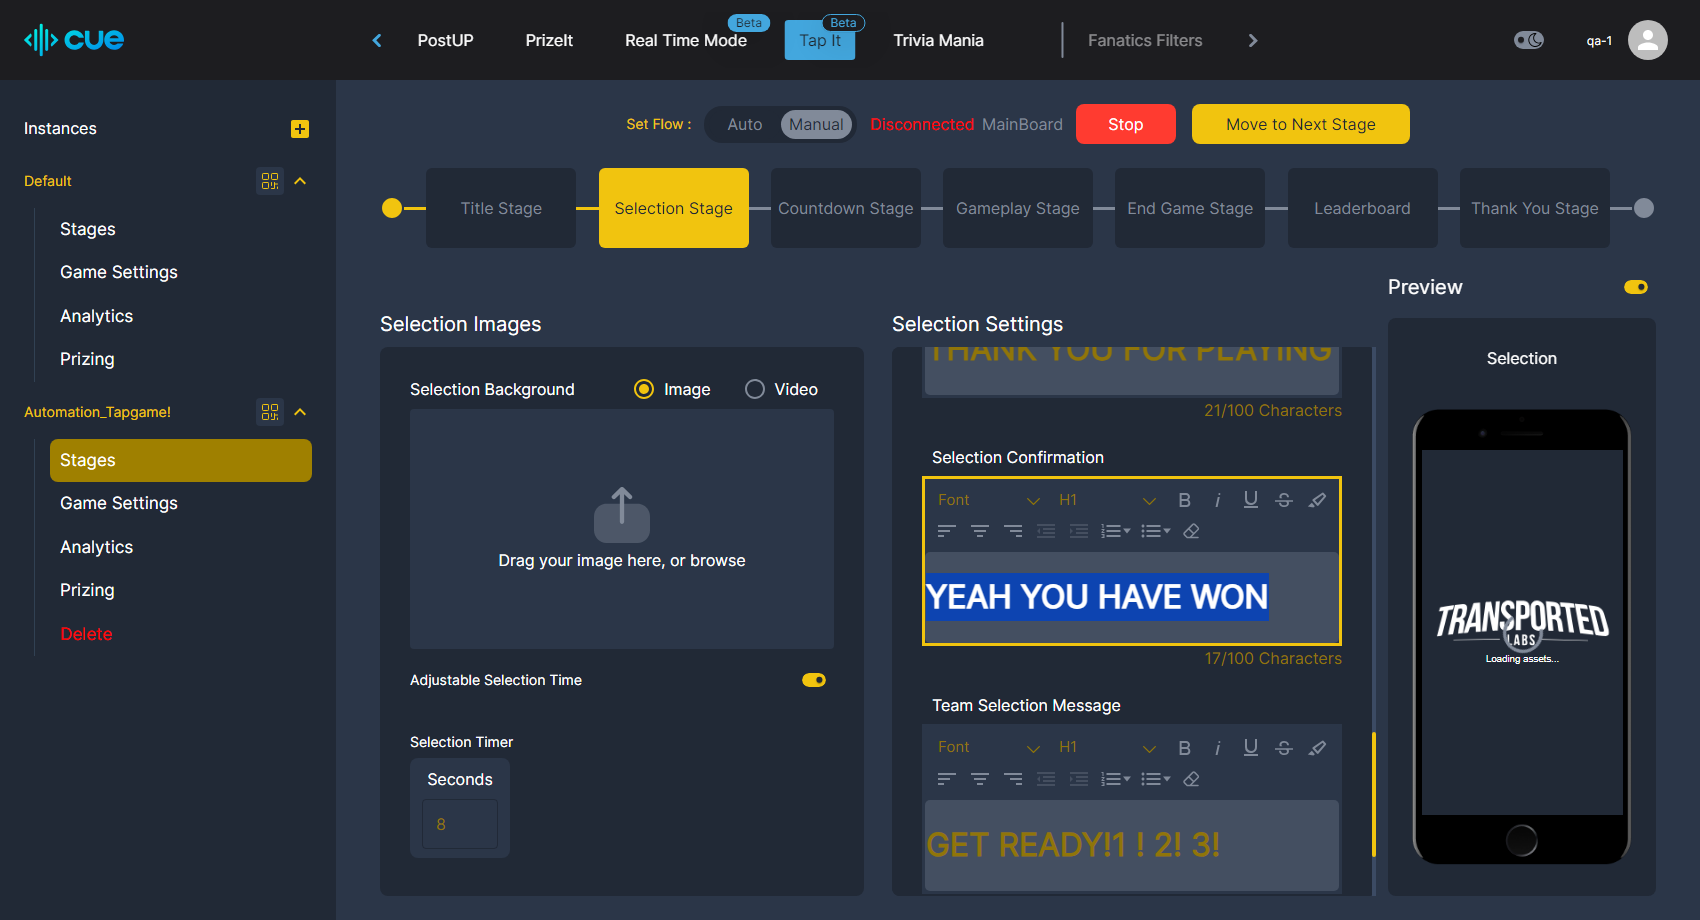 cue
PostUP
PrizeIt
Real Time Mode
Beta
Tap It
Beta
Trivia Mania
Fanatics Filters
qa-1
Instances
Default
Stages
Game Settings
Analytics
Prizing
Automation_Tapgame!
Stages
Game Settings
Analytics
Prizing
Delete
Set Flow :
Auto
Manual
Disconnected MainBoard
Stop
Move to Next Stage
Title Stage
Selection Stage
Countdown Stage
Gameplay Stage
End Game Stage
Leaderboard
Thank You Stage
Selection Images
Selection Background
Image
Video
Drag your image here, or browse
Adjustable Selection Time
Selection Timer
Seconds
8
Selection Settings
THANK YOU FOR PLAYING
21/100 Characters
Selection Confirmation
Font
H1
B i U S
YEAH YOU HAVE WON
17/100 Characters
Team Selection Message
Font
H1
B i U S
GET READY!1 ! 2! 3!
Preview
Selection
TRANSPORTED
LABS
Loading assets...